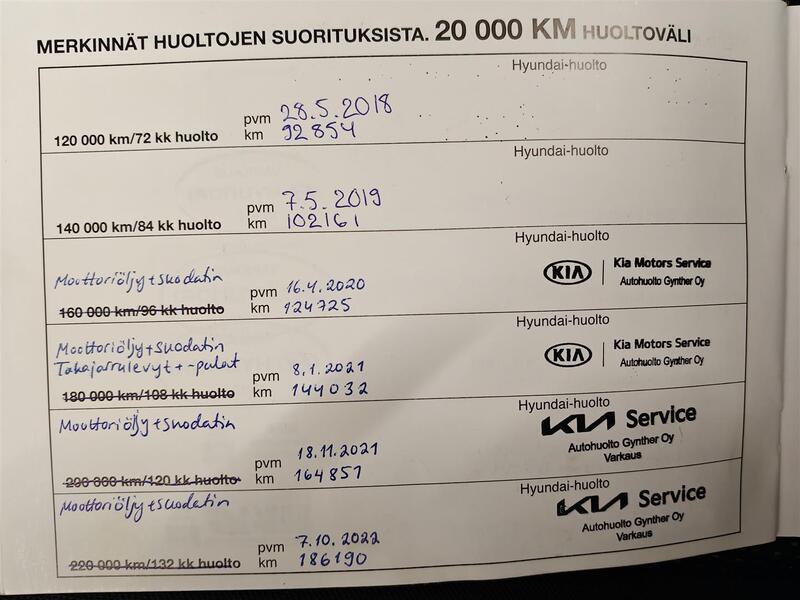 MERKINNÄT HUOLTOJEN SUORITUKSISTA. 20 000 KM HUOLTOVÄLI
Hyundai-huolto
pvm 28.5.2018
120 000 km/72 kk huolto km 92854
Hyundai-huolto
pvm 7.5.2019
140 000 km/84 kk huolto km 102161
Hyundai-huolto
Moottoriöljy+suodatin
KIA Kia Motors Service
Autohuolto Gynther Oy
pvm 16.4.2020
160 000 km/96 kk huolto km 124725
Hyundai-huolto
Moottoriöljy+suodatin
KIA Kia Motors Service
Autohuolto Gynther Oy
Takajarrulevyt+-palat
pvm 8.1.2021
180 000 km/108 kk huolto km 144032
Hyundai-huolto
Moottoriöljy+suodatin
KIA Service
Autohuolto Gynther Oy
Varkaus
pvm 18.11.2021
200 000 km/120 kk huolto km 164851
Hyundai-huolto
Moottoriöljy+suodatin
KIA Service
Autohuolto Gynther Oy
Varkaus
pvm 7.10.2022
220 000 km/132 kk huolto km 186190